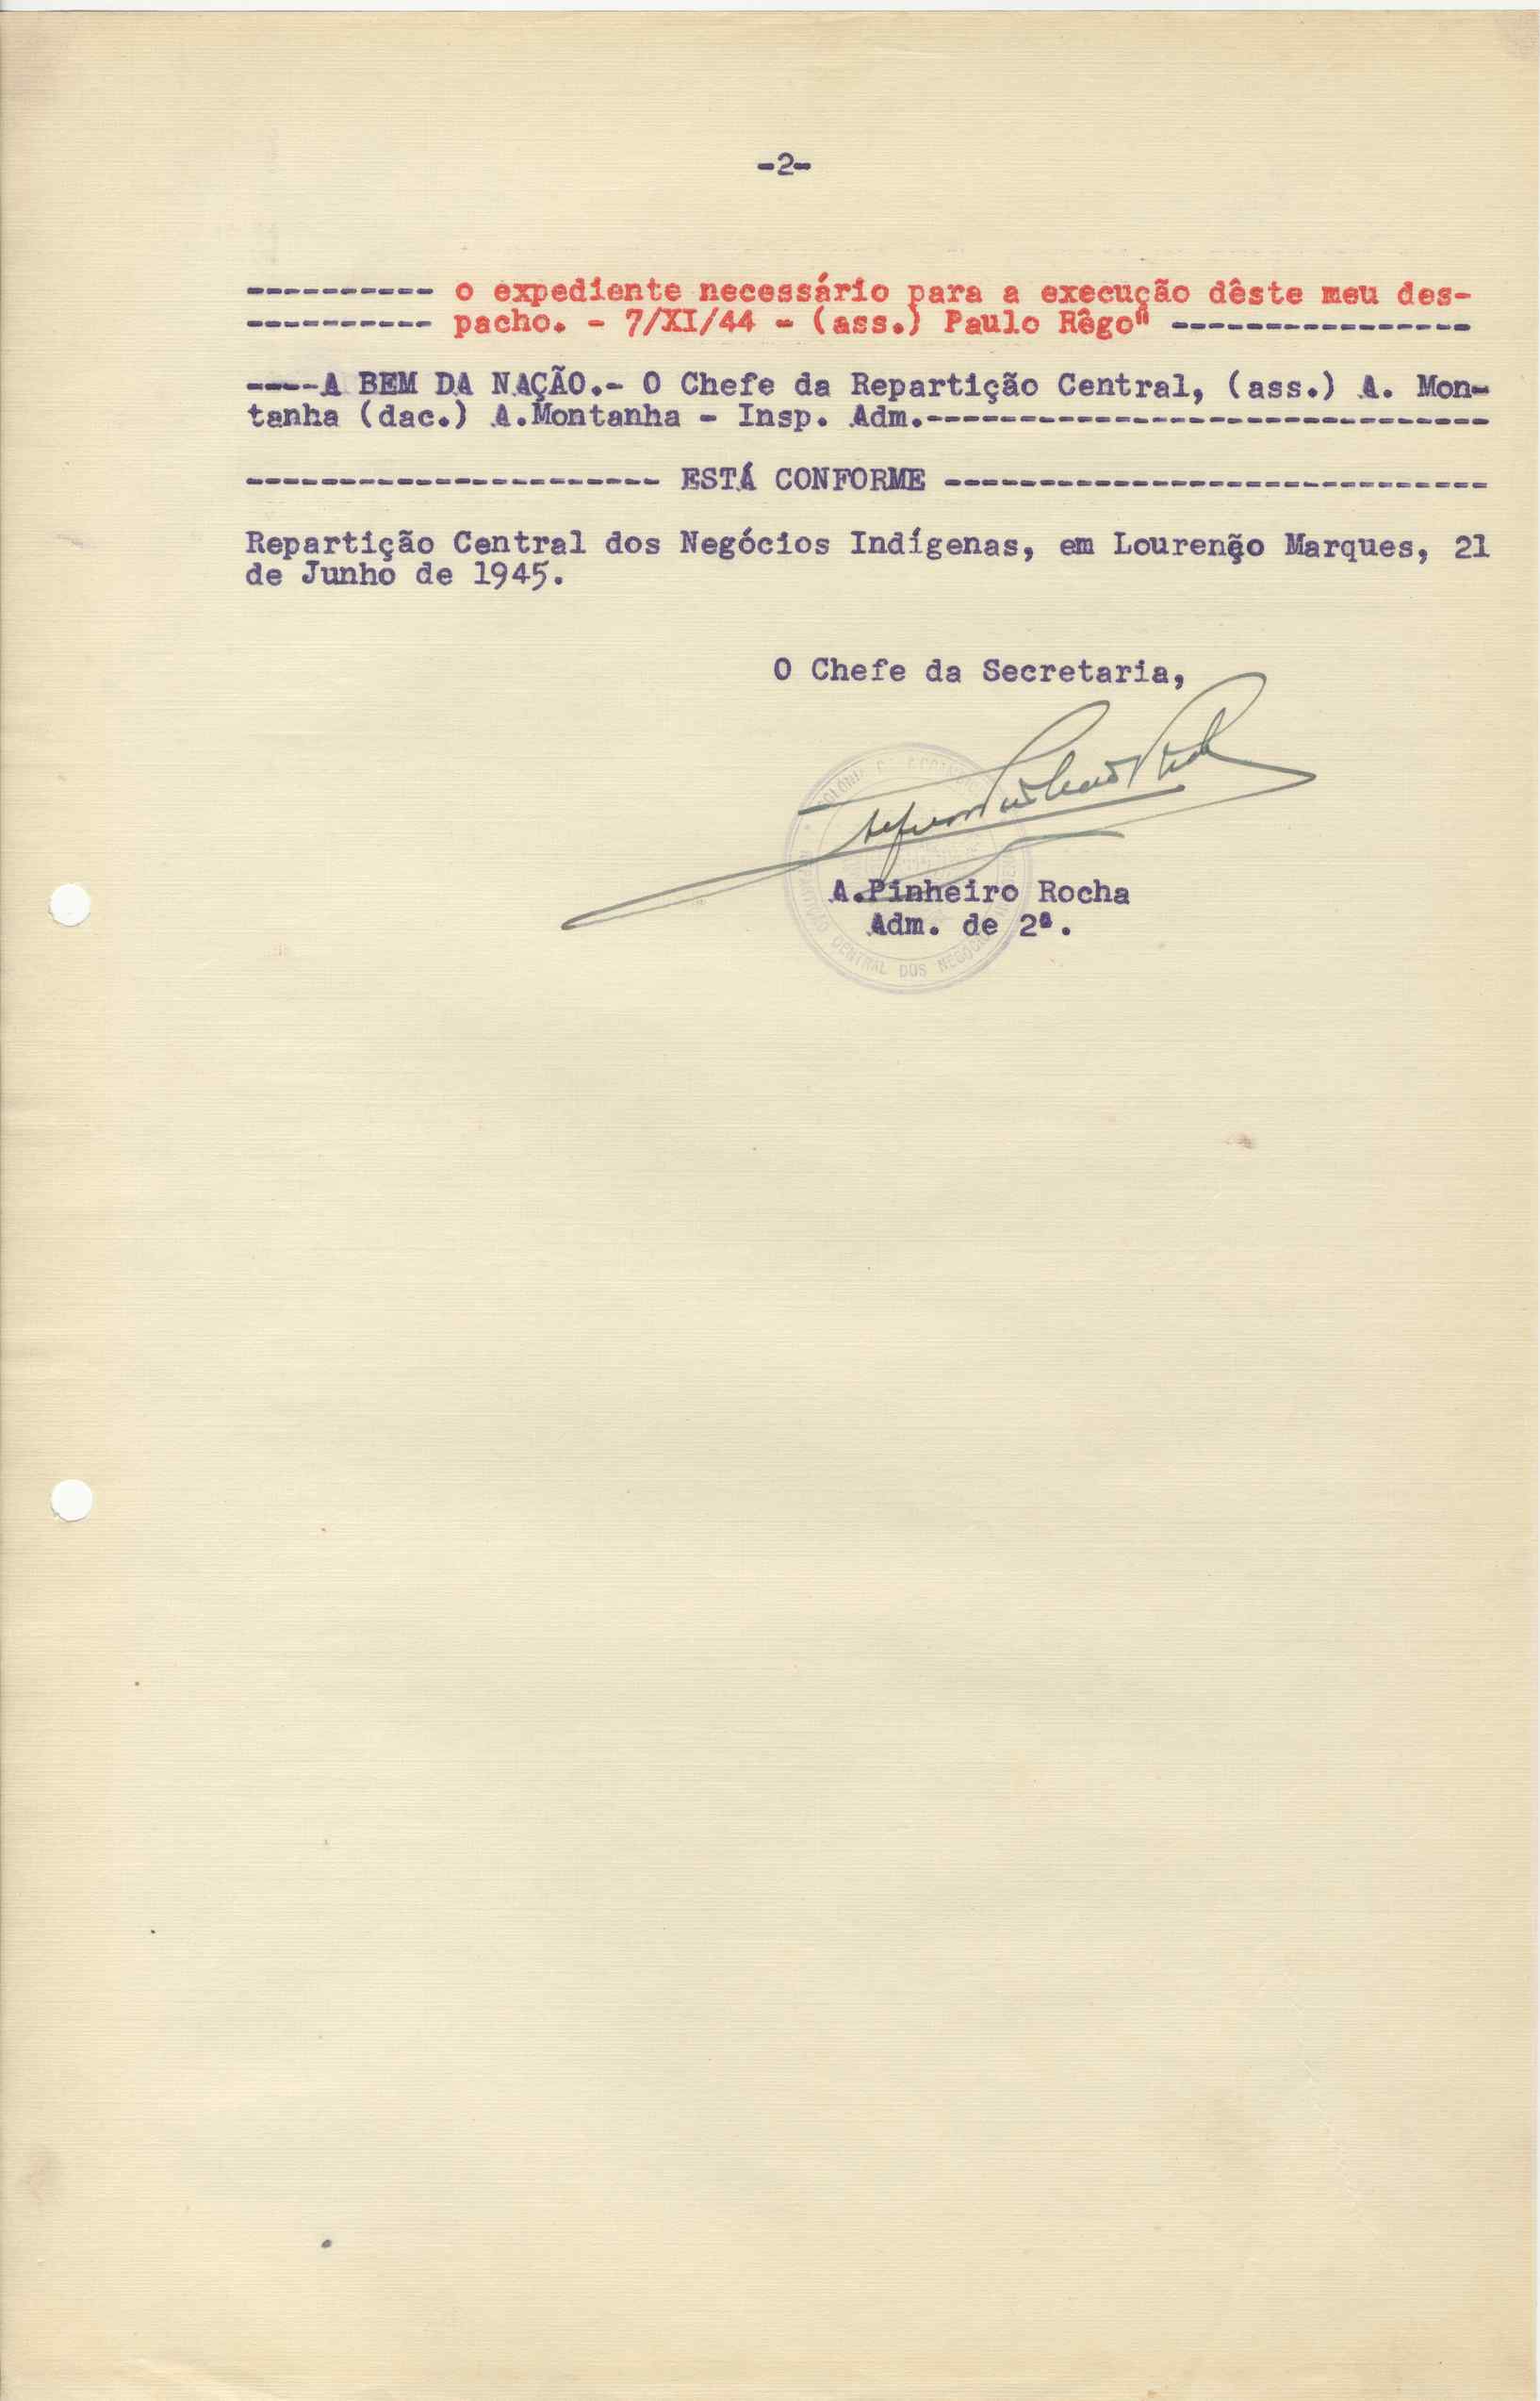 -2-
---------- o expediente necessário para a execução dêste meu des-
---------- pacho. - 7/XI/44 - (ass.) Paulo Rêgo" ----------------
----A BEM DA NAÇÃO.- O Chefe da Repartição Central, (ass.) A. Mon-
tanha (dac.) A.Montanha - Insp. Adm.------------------------------
---------------------- ESTÁ CONFORME -----------------------------
Repartição Central dos Negócios Indígenas, em Lourenço Marques, 21
de Junho de 1945.
O Chefe da Secretaria,
A.Pinheiro Rocha
Adm. de 2ª.
CENTRAL DOS